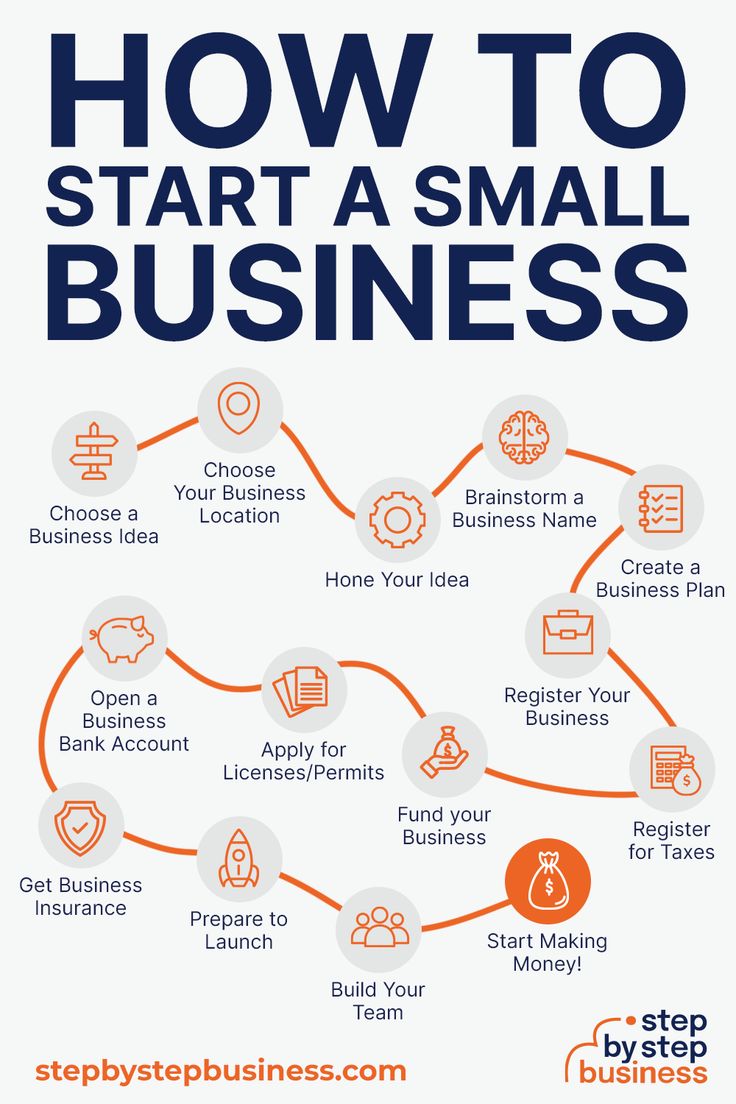 HOW TO
START A SMALL
BUSINESS
Choose a
Business Idea
Choose
Your Business
Location
Hone Your Idea
Brainstorm a
Business Name
Create a
Business Plan
Register Your
Business
Register
for Taxes
Fund your
Business
Apply for
Licenses/Permits
Open a
Business
Bank Account
Get Business
Insurance
Prepare to
Launch
Build Your
Team
Start Making
Money!
$
$
$
stepbystepbusiness.com
step
by step
business